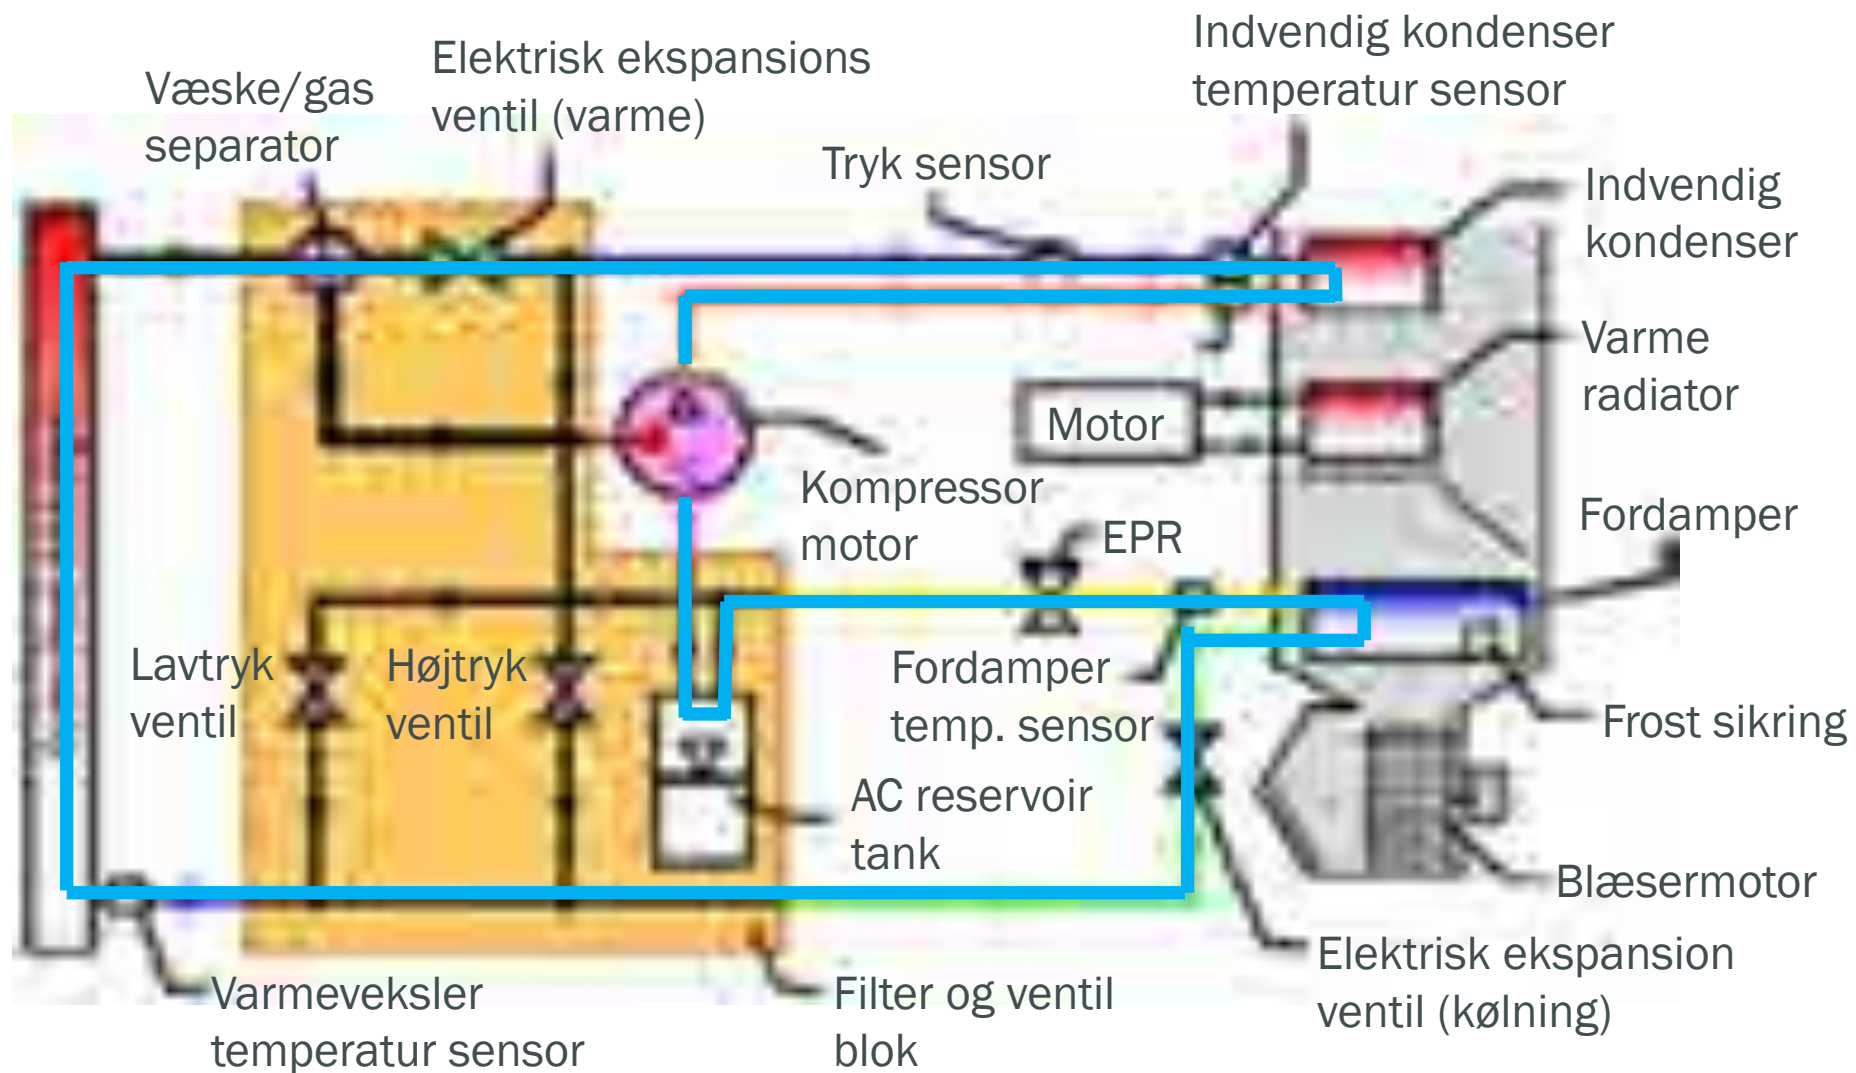 Væske/gas
separator
Elektrisk ekspansions
ventil (varme)
Tryk sensor
Indvendig kondenser
temperatur sensor
Indvendig
kondenser
Varme
radiator
Motor
Kompressor
motor
EPR
Fordamper
Lavtryk
ventil
Højtryk
ventil
Fordamper
temp. sensor
Frost sikring
AC reservoir
tank
Blæsermotor
Elektrisk ekspansion
ventil (kølning)
Varmeveksler
temperatur sensor
Filter og ventil
blok